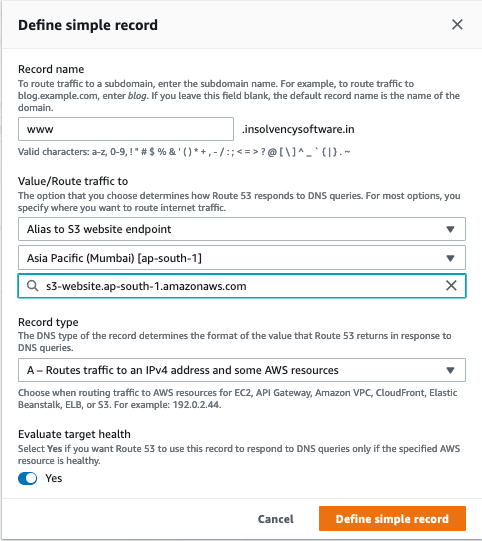 Define simple record
Record name
To route traffic to a subdomain, enter the subdomain name. For example, to route traffic to
blog.example.com, enter blog. If you leave this field blank, the default record name is the name of the
domain.
www
.insolvencysoftware.in
Valid characters: a-z, 0-9, ! " # $ % & ' ( ) * + , - / : ; < = > ? @ [ \ ] ^ _ ` { | } . ~
Value/Route traffic to
The option that you choose determines how Route 53 responds to DNS queries. For most options, you
specify where you want to route internet traffic.
Alias to S3 website endpoint
Asia Pacific (Mumbai) [ap-south-1]
s3-website.ap-south-1.amazonaws.com
Record type
The DNS type of the record determines the format of the value that Route 53 returns in response to
DNS queries.
A – Routes traffic to an IPv4 address and some AWS resources
Choose when routing traffic to AWS resources for EC2, API Gateway, Amazon VPC, CloudFront, Elastic
Beanstalk, ELB, or S3. For example: 192.0.2.44.
Evaluate target health
Select Yes if you want Route 53 to use this record to respond to DNS queries only if the specified AWS
resource is healthy.
Yes
Cancel
Define simple record